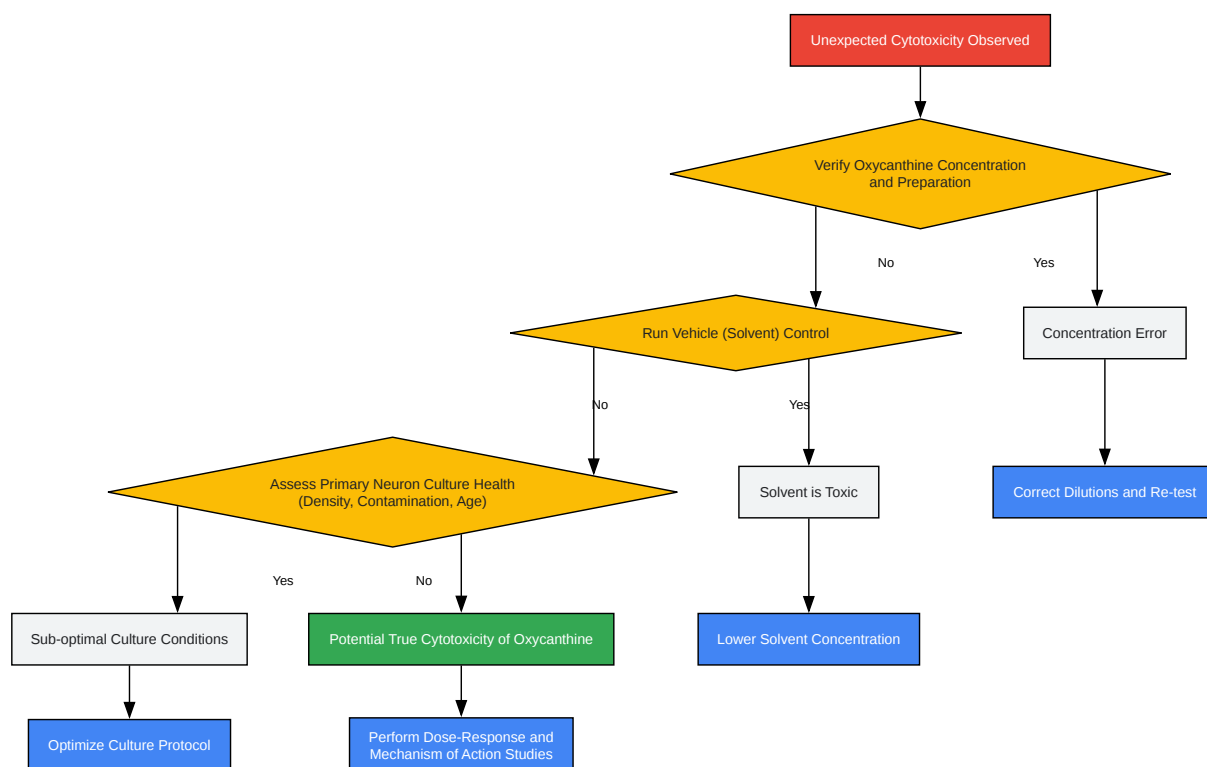 Unexpected Cytotoxicity Observed
Verify Oxycanthine Concentration
and Preparation
No
Yes
Run Vehicle (Solvent) Control
Concentration Error
No
Yes
Assess Primary Neuron Culture Health
(Density, Contamination, Age)
Solvent is Toxic
Correct Dilutions and Re-test
Yes
No
Sub-optimal Culture Conditions
Potential True Cytotoxicity of Oxycanthine
Lower Solvent Concentration
Optimize Culture Protocol
Perform Dose-Response and
Mechanism of Action Studies